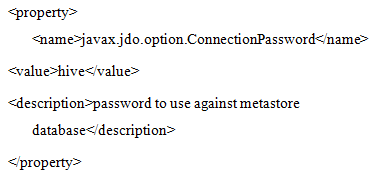 <property>
<name>javax.jdo.option.ConnectionPassword</name>
<value>hive</value>
<description>password to use against metastore
database</description>
</property>